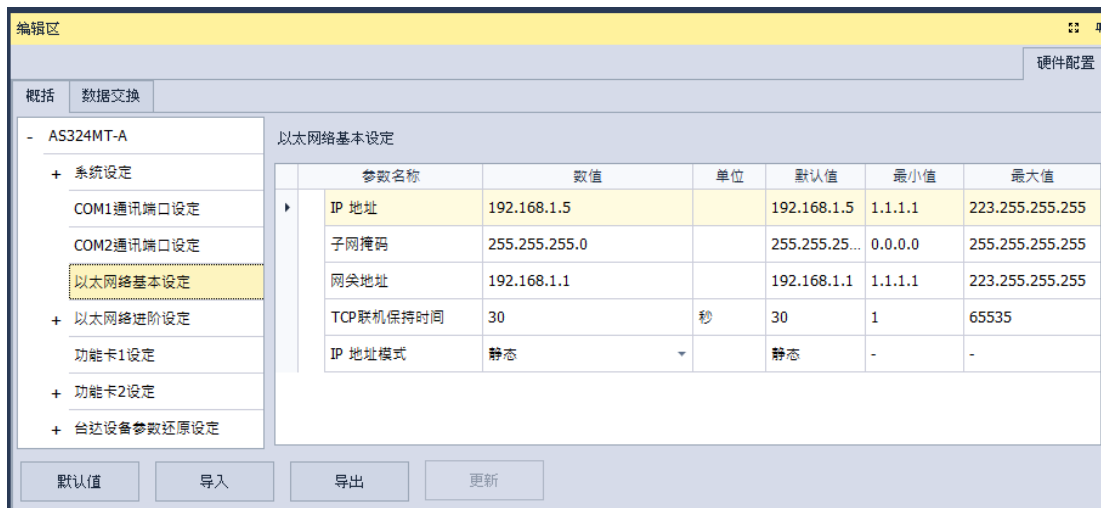 编辑区
硬件配置
概括 数据交换
- AS324MT-A
+ 系统设定
COM1通讯端口设定
COM2通讯端口设定
以太网络基本设定
+ 以太网络进阶设定
功能卡1设定
+ 功能卡2设定
+ 台达设备参数还原设定
以太网络基本设定
参数名称 数值 单位 默认值 最小值 最大值
IP 地址 192.168.1.5 192.168.1.5 1.1.1.1 223.255.255.255
子网掩码 255.255.255.0 255.255.25... 0.0.0.0 255.255.255.255
网关地址 192.168.1.1 192.168.1.1 1.1.1.1 223.255.255.255
TCP联机保持时间 30 秒 30 1 65535
IP 地址模式 静态 静态 - -
默认值 导入 导出 更新